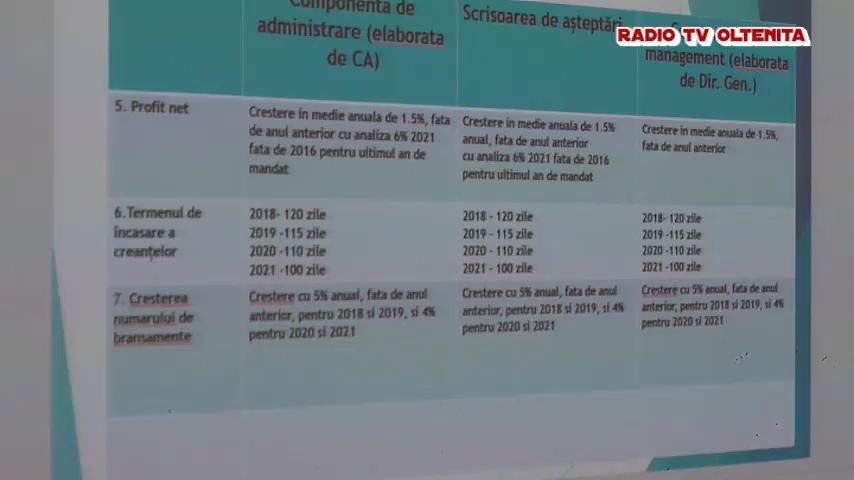 Componenta de
administrare (elaborata
de CA)
Scrisoarea de așteptări
RADIO TV OLTENITA
management (elaborata
de Dir. Gen.)
5. Profit net
Crestere in medie anuala de 1.5%, fata
de anul anterior cu analiza 6% 2021
fata de 2016 pentru ultimul an de
mandat
Crestere in medie anuala de 1.5%
anual, fata de anul anterior
cu analiza 6% 2021 fata de 2016
pentru ultimul an de mandat
Crestere in medie anuala de 1.5%,
fata de anul anterior
6.Termenul de
încasare a
creanțelor
2018- 120 zile
2019 -115 zile
2020 -110 zile
2021 -100 zile
2018 - 120 zile
2019 - 115 zile
2020 - 110 zile
2021 - 100 zile
2018- 120 zile
2019 -115 zile
2020 -110 zile
2021 -100 zile
7. Cresterea
numarului de
bransamente
Crestere cu 5% anual, fata de anul
anterior, pentru 2018 si 2019, si 4%
pentru 2020 si 2021
Crestere cu 5% anual, fata de anul
anterior, pentru 2018 si 2019, si 4%
pentru 2020 si 2021
Crestere cu 5% anual, fata de anul
anterior, pentru 2018 si 2019, si 4%
pentru 2020 si 2021